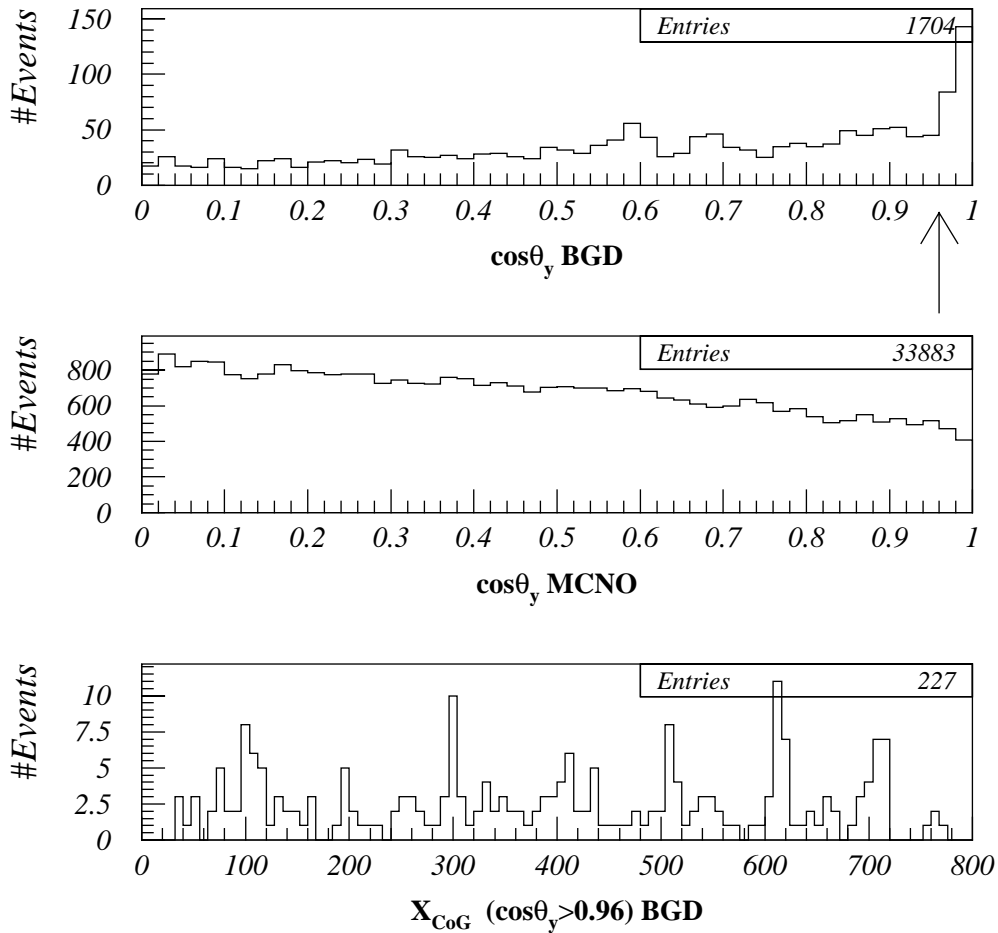 #Events
150
100
50
0
Entries 1704
0 0.1 0.2 0.3 0.4 0.5 0.6 0.7 0.8 0.9 1
cosθy BGD
#Events
800
600
400
200
0
Entries 33883
0 0.1 0.2 0.3 0.4 0.5 0.6 0.7 0.8 0.9 1
cosθy MCNO
#Events
10
7.5
5
2.5
0
Entries 227
0 100 200 300 400 500 600 700 800
XCoG (cosθy>0.96) BGD